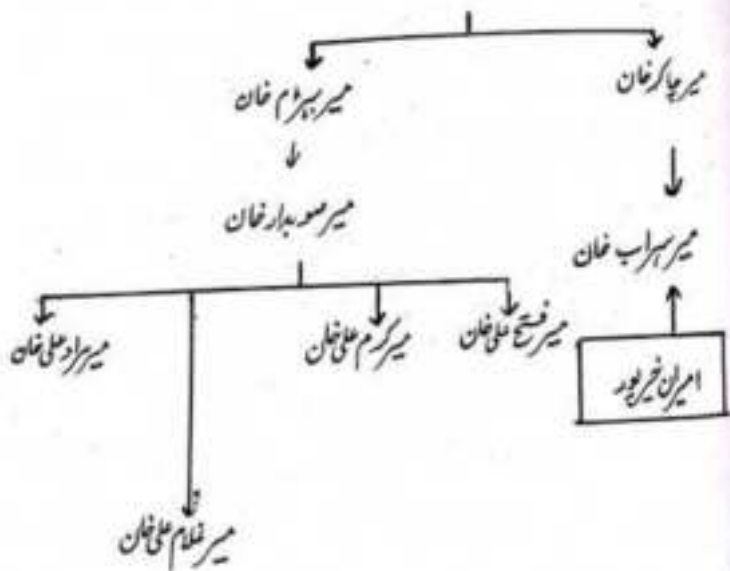 میر چاکر خان
میر بہرام خان
میر صوبدار خان
میر سہراب خان
میر فتح علی خان
میر کرم علی خان
میر مراد علی خان
امیران خیرپور
میر غلام علی خان